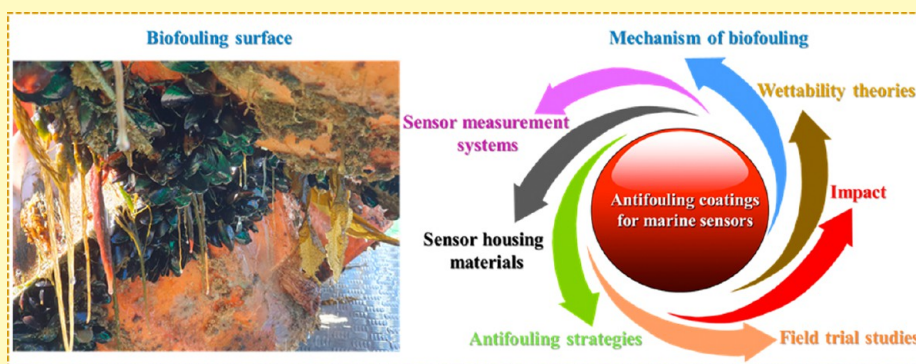 Biofouling surface
Mechanism of biofouling
Wettability theories
Sensor measurement
systems
Impact
Antifouling coatings
for marine sensors
Sensor housing
materials
Antifouling strategies
Field trial studies